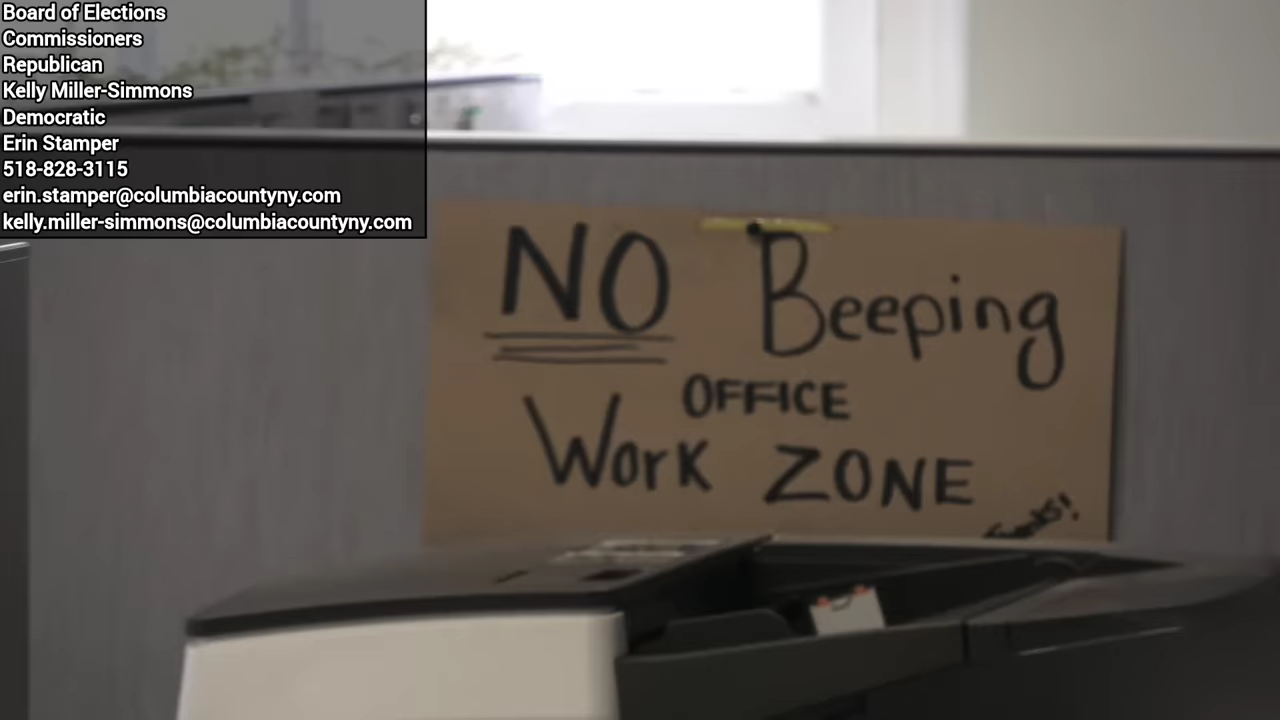 Board of Elections
Commissioners
Republican
Kelly Miller-Simmons
Democratic
Erin Stamper
518-828-3115
erin.stamper@columbiacountyny.com
kelly.miller-simmons@columbiacountyny.com
NO Beeping
OFFICE
Work ZONE
Thanks!